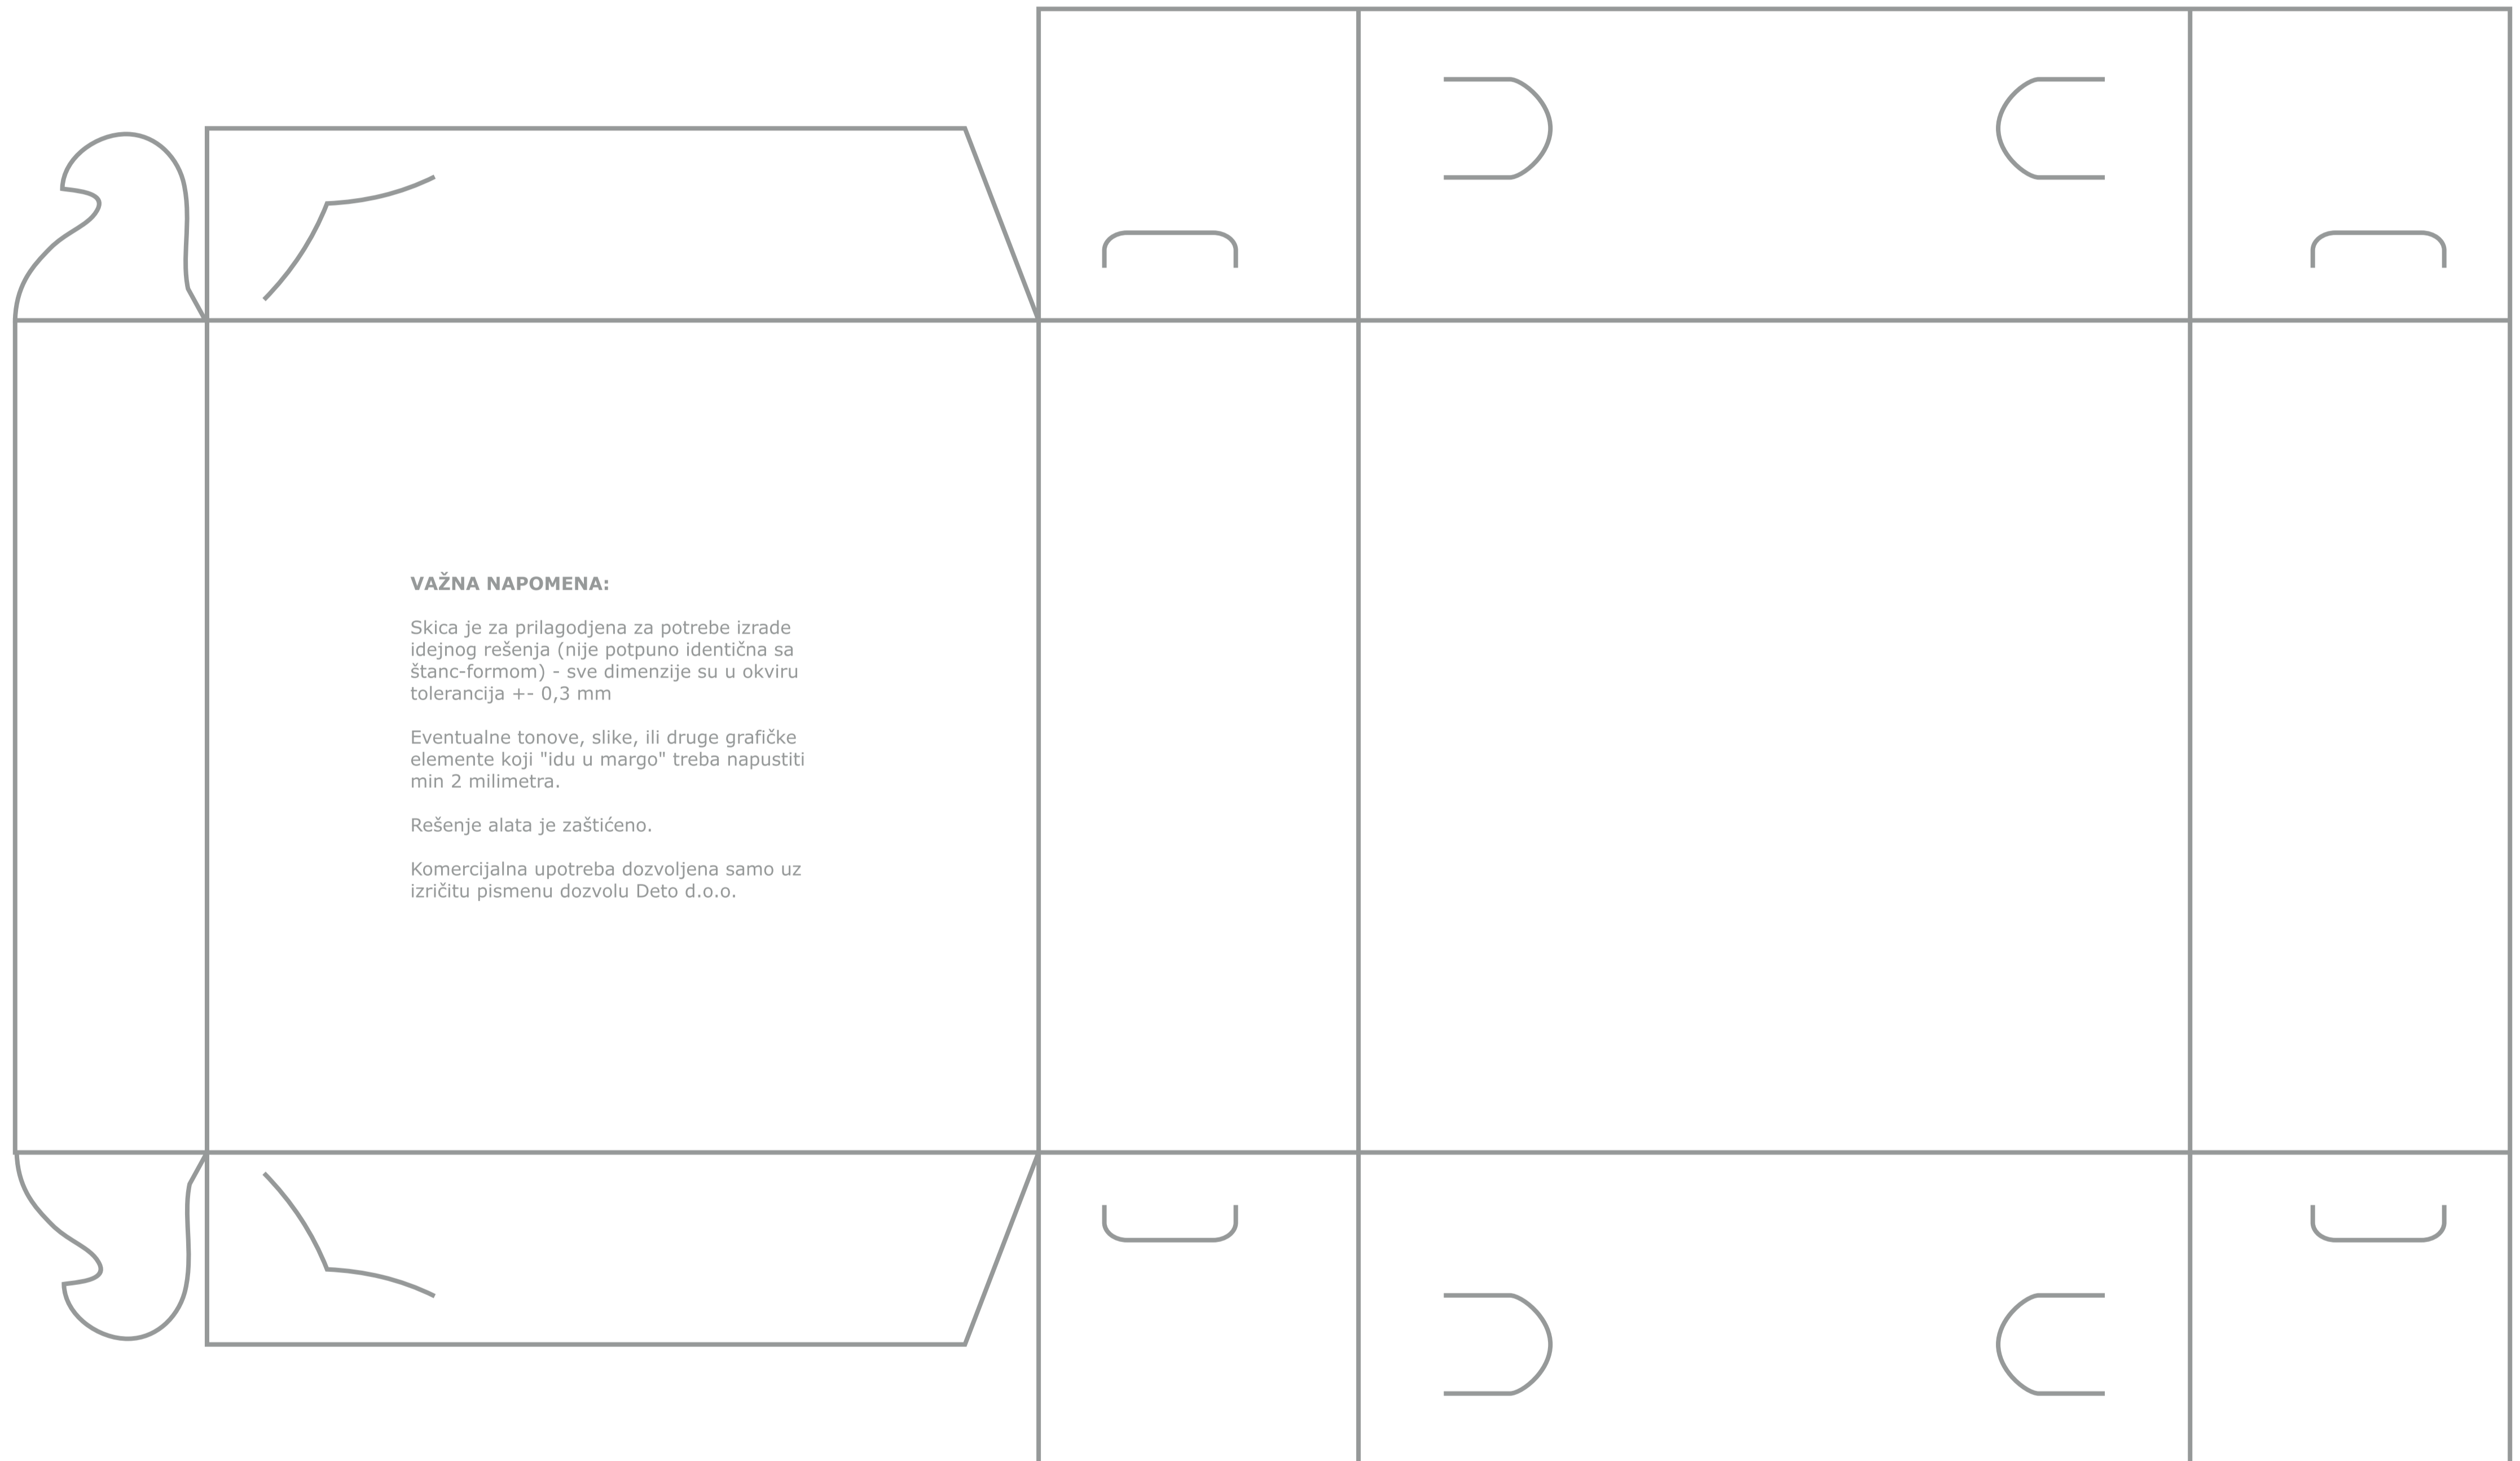 VAŽNA NAPOMENA:
Skica je za prilagodjena za potrebe izrade
idejnog rešenja (nije potpuno identična sa
štanc-formom) - sve dimenzije su u okviru
tolerancija +- 0,3 mm
Eventualne tonove, slike, ili druge grafičke
elemente koji "idu u margo" treba napustiti
min 2 milimetra.
Rešenje alata je zaštićeno.
Komercijalna upotreba dozvoljena samo uz
izričitu pismenu dozvolu Deto d.o.o.